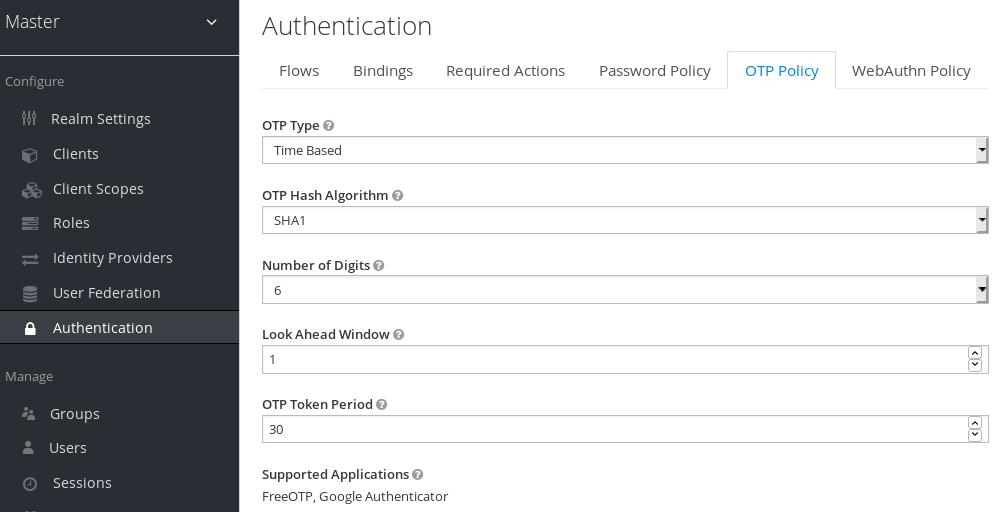 Master
Configure
Realm Settings
Clients
Client Scopes
Roles
Identity Providers
User Federation
Authentication
Manage
Groups
Users
Sessions
Authentication
Flows Bindings Required Actions Password Policy OTP Policy WebAuthn Policy
OTP Type
Time Based
OTP Hash Algorithm
SHA1
Number of Digits
6
Look Ahead Window
1
OTP Token Period
30
Supported Applications
FreeOTP, Google Authenticator